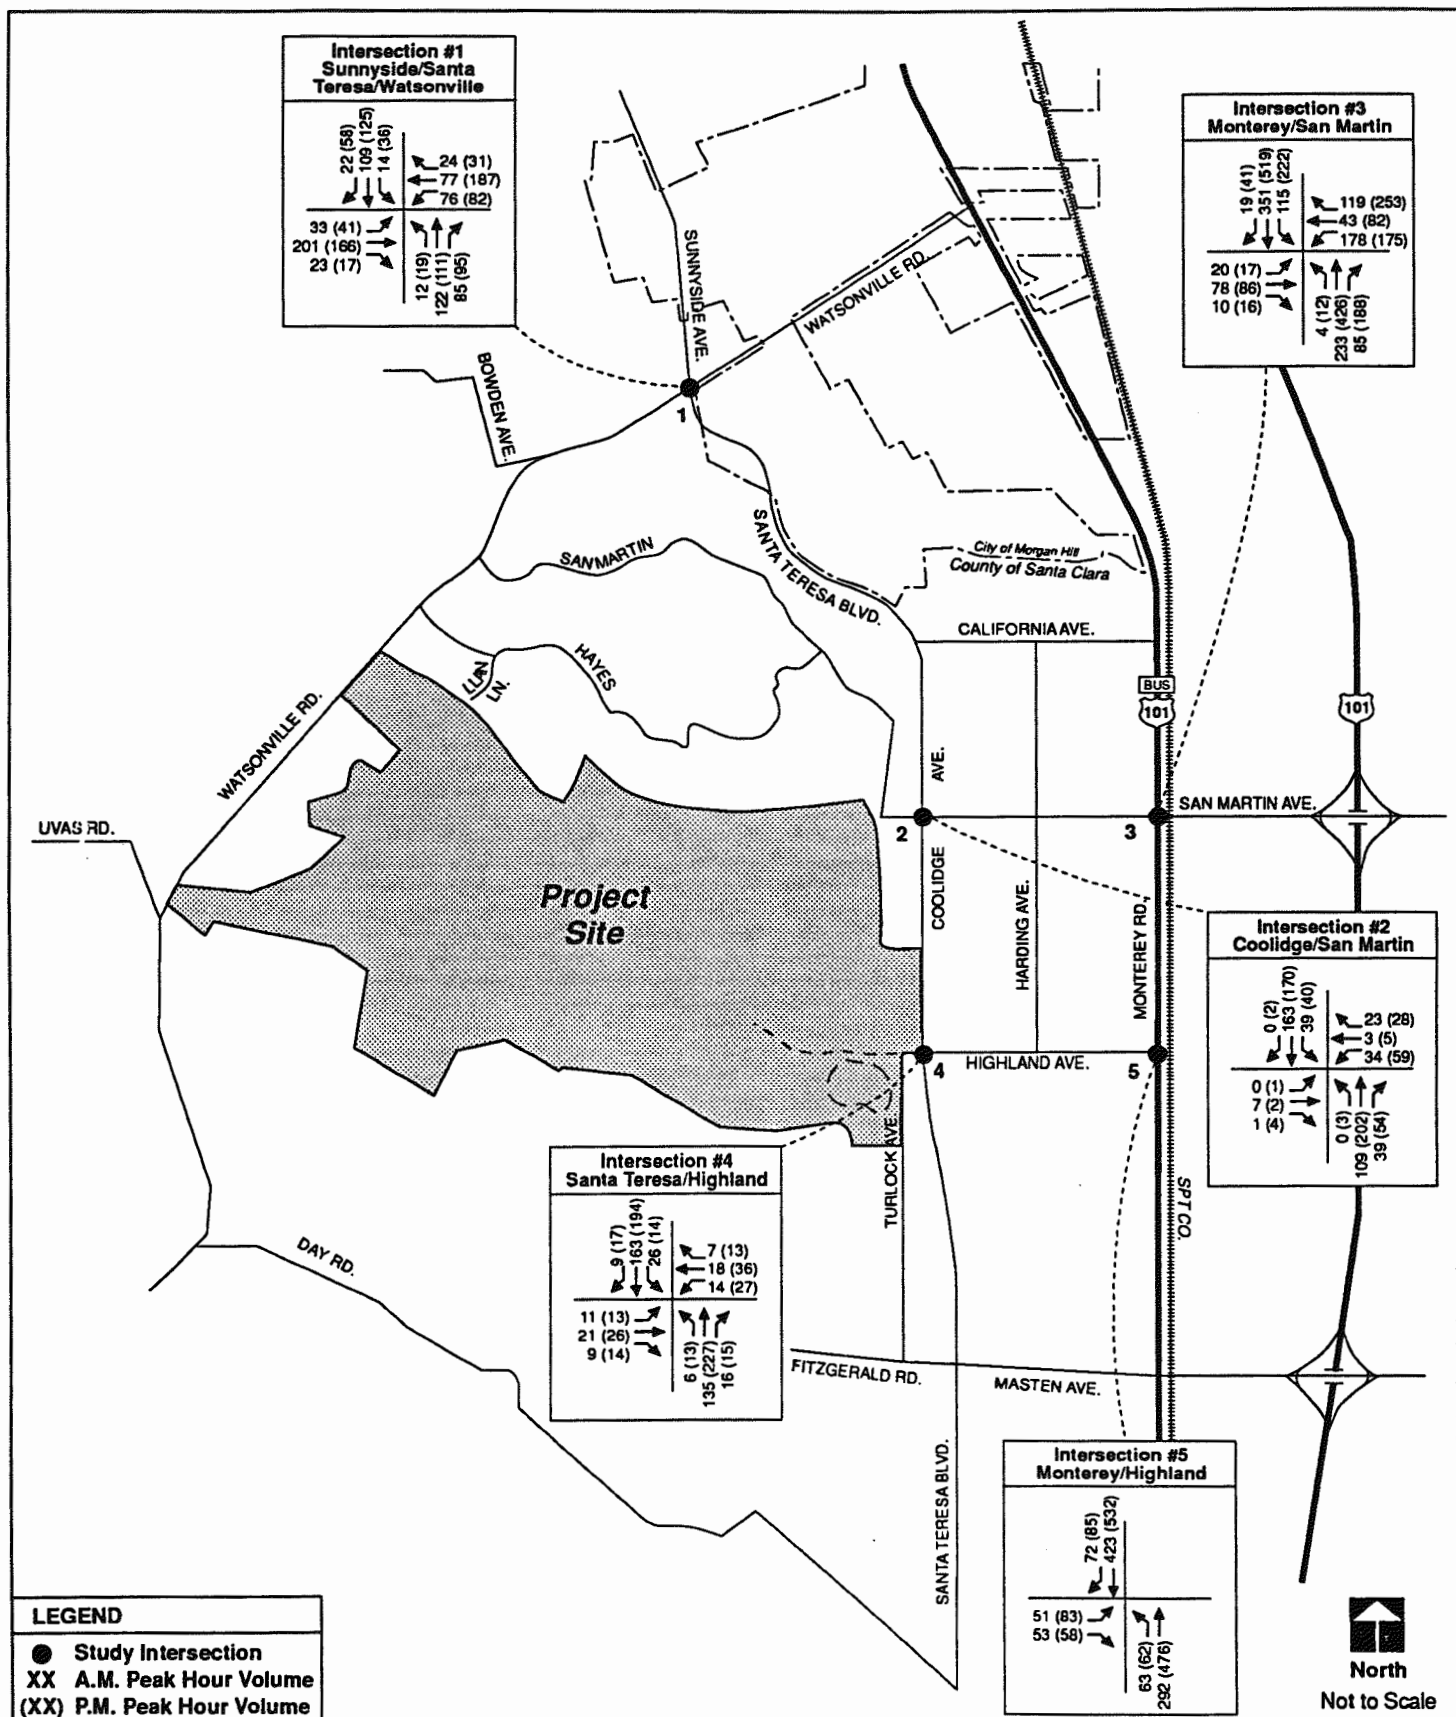 Intersection #1
Sunnyside/Santa
Teresa/Watsonville
22 (58)
109 (125)
14 (36)
24 (31)
77 (187)
76 (82)
33 (41)
201 (166)
23 (17)
12 (19)
122 (111)
85 (95)
Intersection #3
Monterey/San Martin
19 (41)
351 (519)
115 (222)
119 (253)
43 (82)
178 (175)
20 (17)
78 (86)
10 (16)
4 (12)
233 (426)
85 (188)
SUNNYSIDE AVE.
WATSONVILLE RD.
BOWDEN AVE.
1
SANTA TERESA BLVD.
SAN MARTIN
City of Morgan Hill
County of Santa Clara
CALIFORNIA AVE.
HAYES
LLAN
LN.
BUS
101
101
WATSONVILLE RD.
AVE.
SAN MARTIN AVE.
UVAS RD.
2
3
Project
Site
COOLIDGE
HARDING AVE.
MONTEREY RD.
Intersection #2
Coolidge/San Martin
0 (2)
163 (170)
39 (40)
23 (28)
3 (5)
34 (59)
0 (1)
7 (2)
1 (4)
0 (3)
109 (202)
39 (54)
4
HIGHLAND AVE.
5
TURLOCK AVE.
SPT CO.
Intersection #4
Santa Teresa/Highland
9 (17)
163 (194)
26 (14)
7 (13)
18 (36)
14 (27)
11 (13)
21 (26)
9 (14)
6 (13)
135 (227)
16 (15)
DAY RD.
FITZGERALD RD.
MASTEN AVE.
SANTA TERESA BLVD.
Intersection #5
Monterey/Highland
72 (85)
423 (532)
51 (83)
53 (58)
63 (62)
292 (476)
LEGEND
Study Intersection
XX A.M. Peak Hour Volume
(XX) P.M. Peak Hour Volume
North
Not to Scale